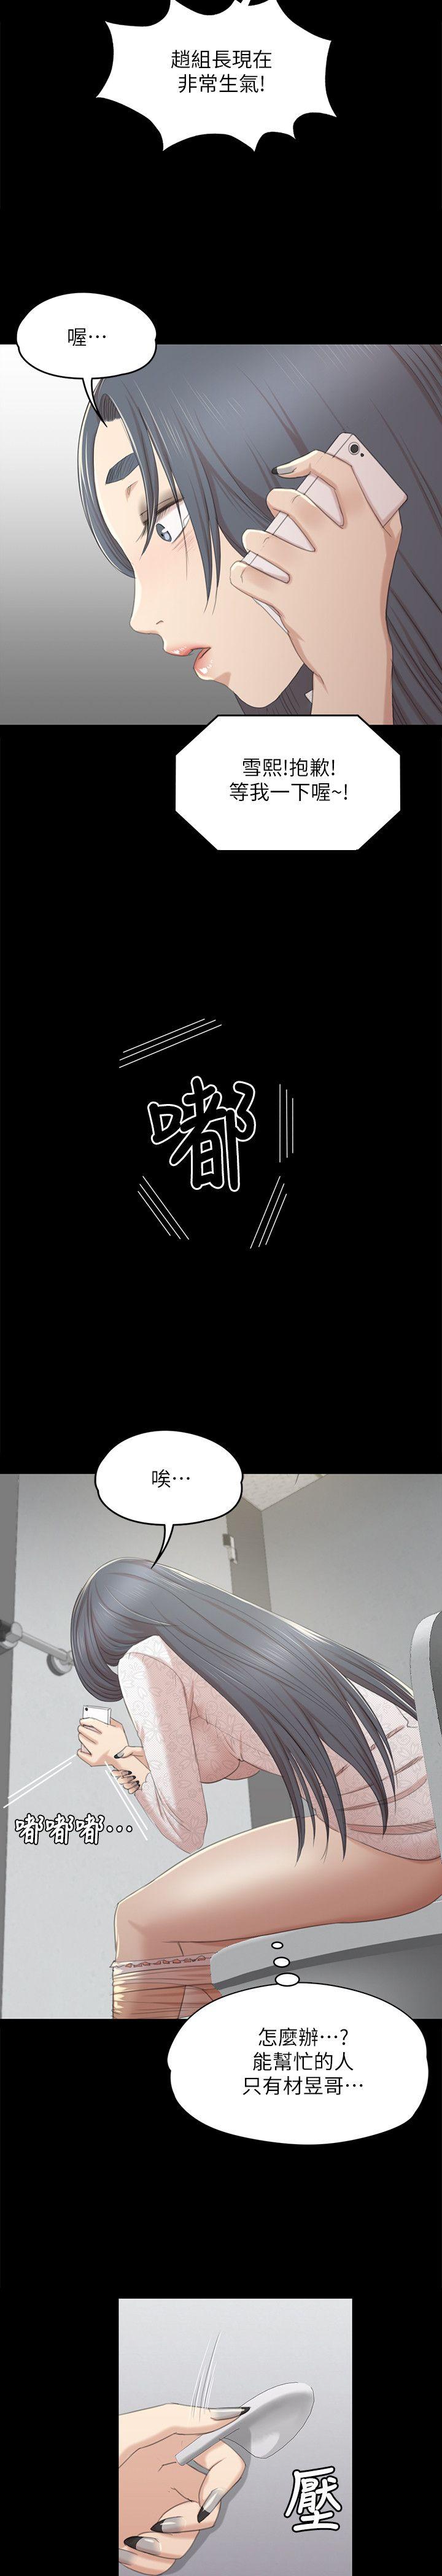 趙組長現在
非常生氣!
喔⋯
雪熙!抱歉!
等我一下喔~!
嘟
唉⋯
嘟嘟嘟⋯
怎麼辦⋯?
能幫忙的人
只有材昱哥⋯
壓